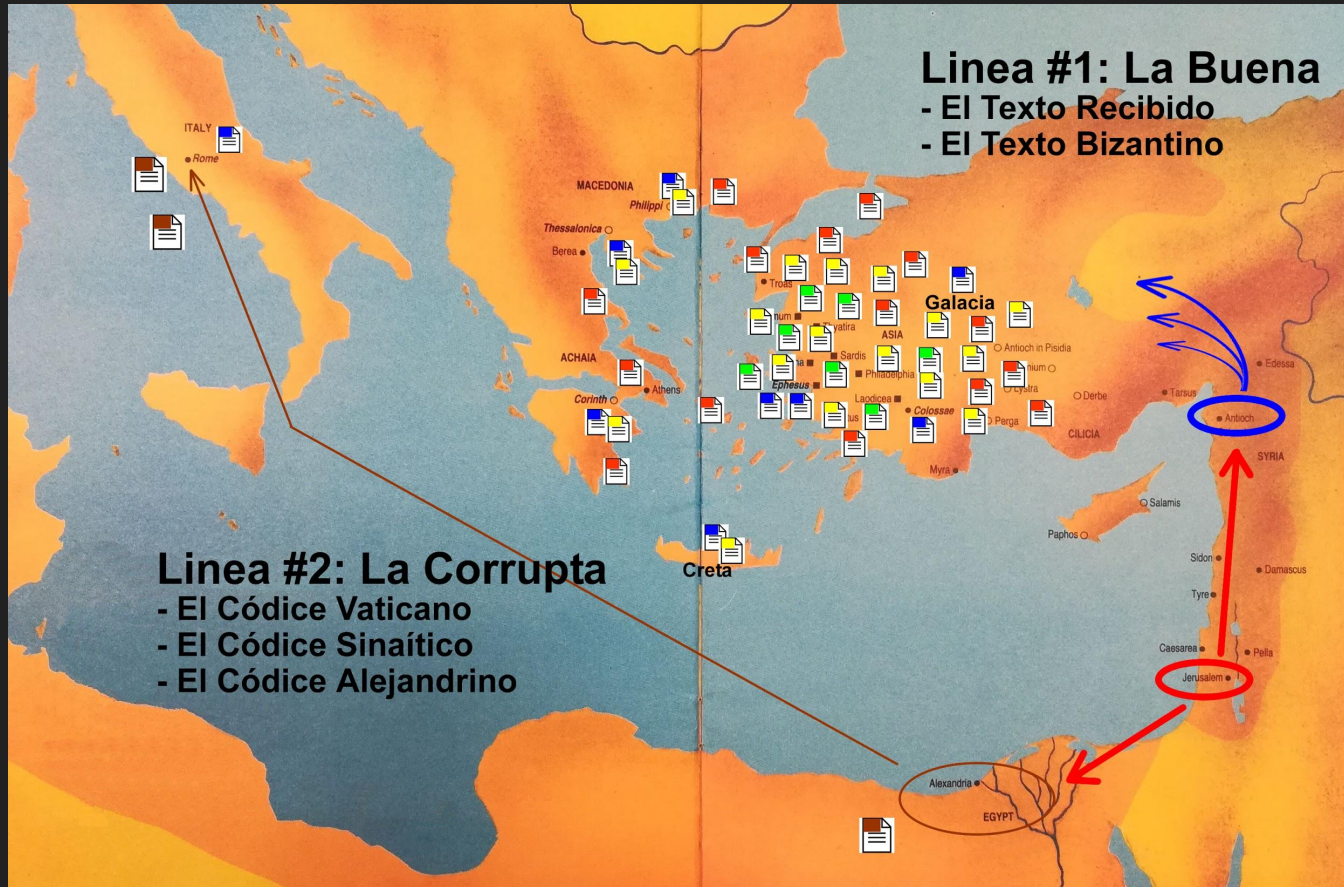 Linea #1: La Buena
- El Texto Recibido
- El Texto Bizantino
ITALY
Rome
MACEDONIA
Philippi
Thessalonica
Berea
Troas
Galacia
Thyatira
ASIA
Antioch in Pisidia
Edessa
ACHAIA
Sardis
Philadelphia
Athens
Ephesus
Derbe
Tarsus
Corinth
Laodicea
Colossae
Perga
Antioch
CILICIA
SYRIA
Myra
Salamis
Paphos
Creta
Sidon
Damascus
Tyre
Linea #2: La Corrupta
- El Códice Vaticano
- El Códice Sinaítico
- El Códice Alejandrino
Caesarea
Pella
Jerusalem
Alexandria
EGYPT